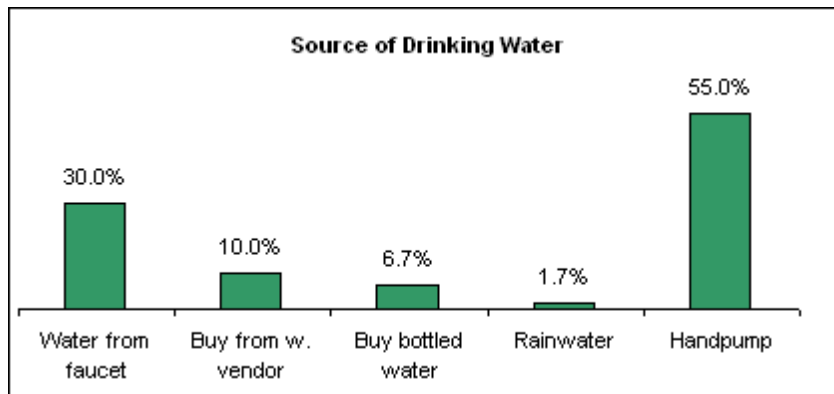 Source of Drinking Water
55.0%
30.0%
10.0%
6.7%
1.7%
Water from
faucet
Buy from w.
vendor
Buy bottled
water
Rainwater
Handpump